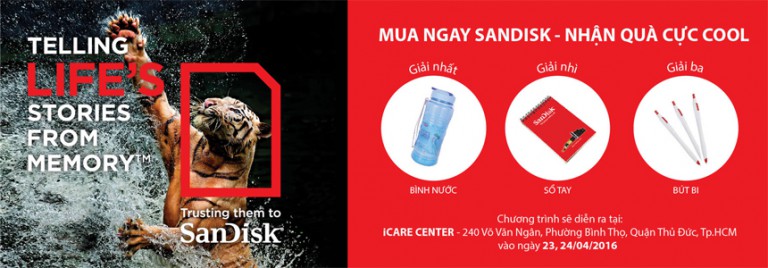 TELLING
LIFE'S
STORIES
FROM
MEMORY™
Trusting them to
SanDisk
MUA NGAY SANDISK - NHẬN QUÀ CỰC COOL
Giải nhất
Giải nhì
Giải ba
SanDisk
BÌNH NƯỚC
SỔ TAY
BÚT BI
Chương trình sẽ diễn ra tại:
iCARE CENTER - 240 Võ Văn Ngân, Phường Bình Thọ, Quận Thủ Đức, Tp.HCM
vào ngày 23, 24/04/2016